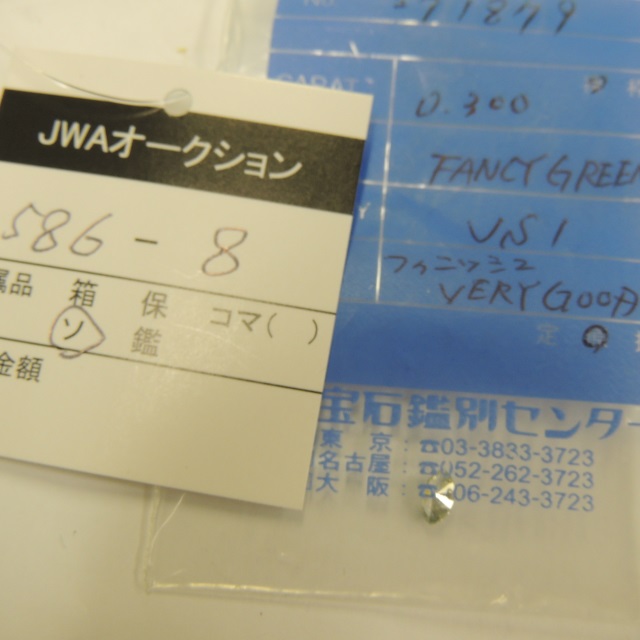 JWAオークション
586-8
属品 箱 保 コマ( )
ソ 鑑
金額
0.300
FANCY GREEN
VS1
フィニッシュ
VERY GOOD
宝石鑑別センター
東京 ☎03-3833-3723
名古屋 ☎052-262-3723
大阪 ☎06-243-3723